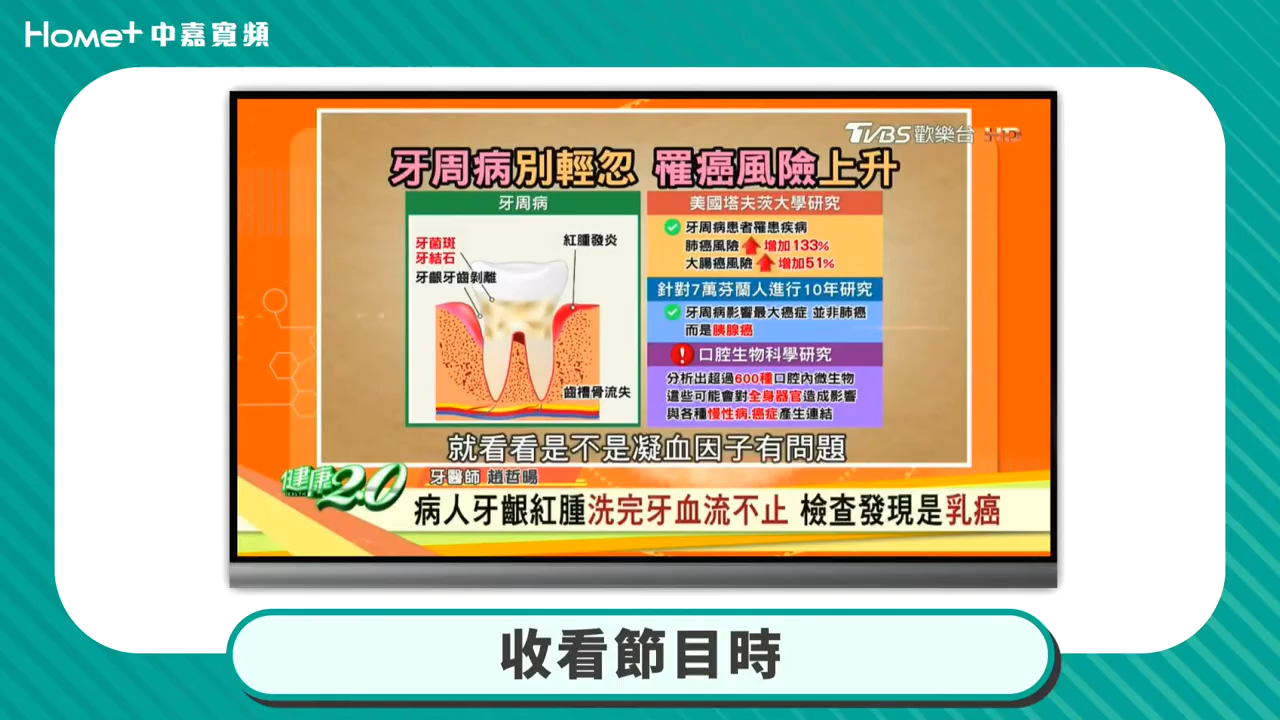 Home+ 中嘉寬頻
TVBS歡樂台 HD
牙周病別輕忽 罹癌風險上升
牙周病
牙菌斑
牙結石
牙齦牙齒剝離
紅腫發炎
齒槽骨流失
美國塔夫茨大學研究
牙周病患者罹患疾病
肺癌風險 增加133%
大腸癌風險 增加51%
針對7萬芬蘭人進行10年研究
牙周病影響最大癌症 並非肺癌
而是胰腺癌
口腔生物科學研究
分析出超過600種口腔內微生物
這些可能會對全身器官造成影響
與各種慢性病.癌症產生連結
就看看是不是凝血因子有問題
健康2.0
HEALTH
牙醫師 趙哲暘
病人牙齦紅腫洗完牙血流不止 檢查發現是乳癌
收看節目時